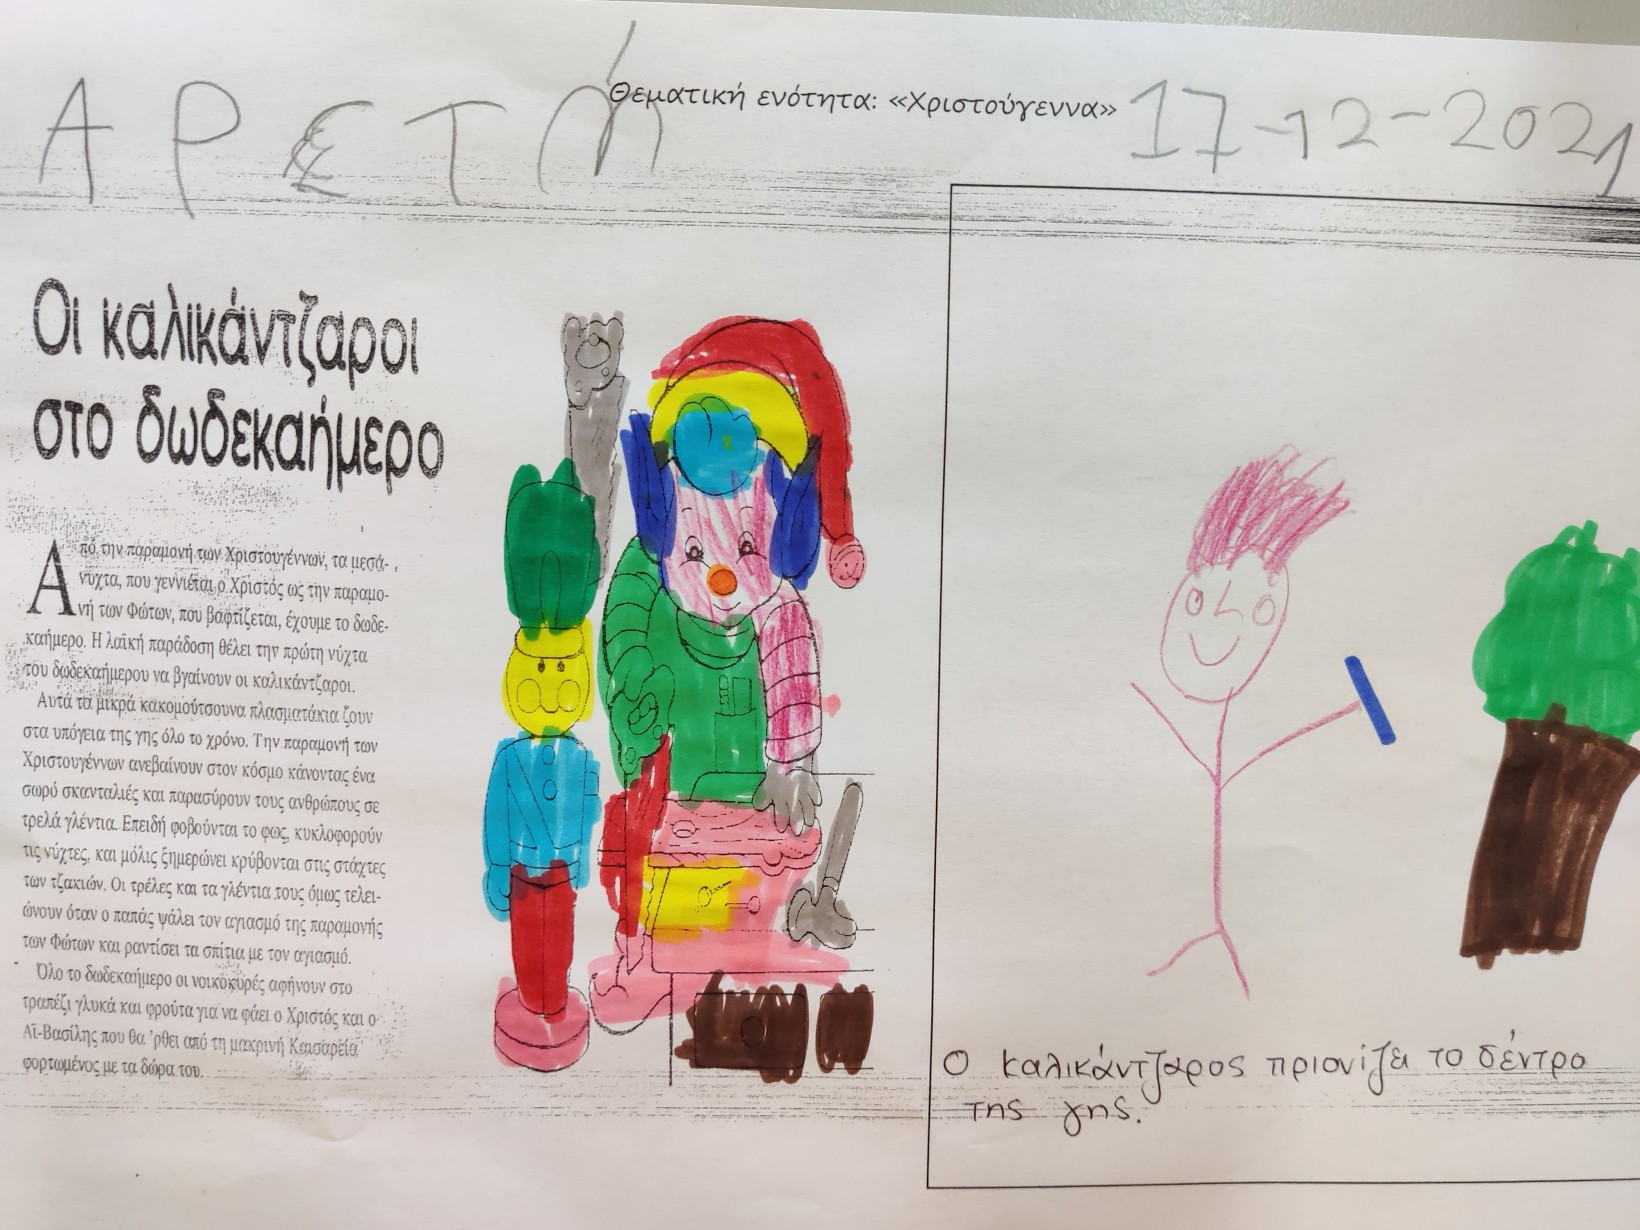 ΑΡΕΤΉ
Θεματική ενότητα: «Χριστούγεννα»
17-12-2021
Οι καλικάντζαροι
στο δωδεκαήμερο
Από την παραμονή των Χριστουγέννων, τα μεσά-
νυχτα, που γεννιέται ο Χριστός ως την παραμο-
νή των Φώτων, που βαφτίζεται, έχουμε το δωδε-
καήμερο. Η λαϊκή παράδοση θέλει την πρώτη νύχτα
του δωδεκαήμερου να βγαίνουν οι καλικάντζαροι.
Αυτά τα μικρά κακομούτσουνα πλασματάκια ζουν
στα υπόγεια της γης όλο το χρόνο. Την παραμονή των
Χριστουγέννων ανεβαίνουν στον κόσμο κάνοντας ένα
σωρό σκανταλιές και παρασύρουν τους ανθρώπους σε
τρελά γλέντια. Επειδή φοβούνται το φως, κυκλοφορούν
τις νύχτες, και μόλις ξημερώνει κρύβονται στις στάχτες
των τζακιών. Οι τρέλες και τα γλέντια τους όμως τελει-
ώνουν όταν ο παπάς ψάλει τον αγιασμό της παραμονής
των Φώτων και ραντίσει τα σπίτια με τον αγιασμό.
Όλο το δωδεκαήμερο οι νοικοκυρές αφήνουν στο
τραπέζι γλυκά και φρούτα για να φάει ο Χριστός και ο
Αϊ-Βασίλης που θα 'ρθει από τη μακρινή Καισαρεία
φορτωμένος με τα δώρα του.
Ο καλικάντζαρος πριονίζει το δέντρο
της γης.